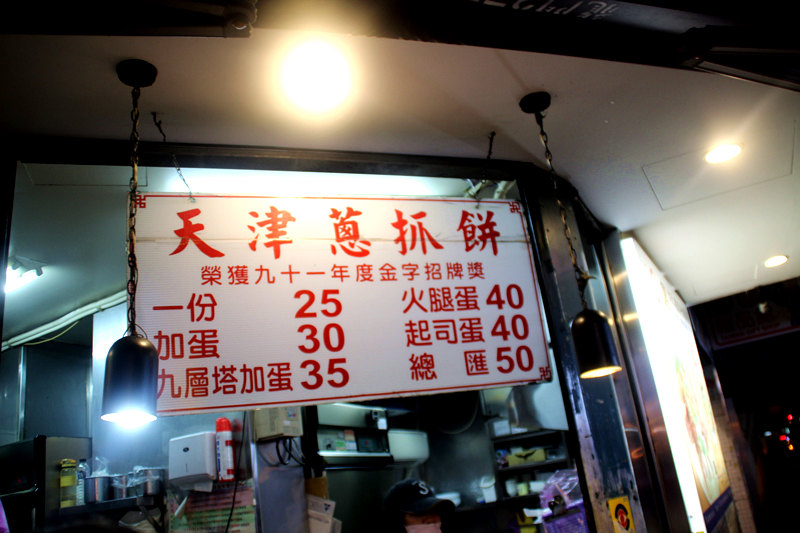 天津蔥抓餅
榮獲九十一年度金字招牌獎
一份 25
加蛋 30
九層塔加蛋 35
火腿蛋 40
起司蛋 40
總匯 50